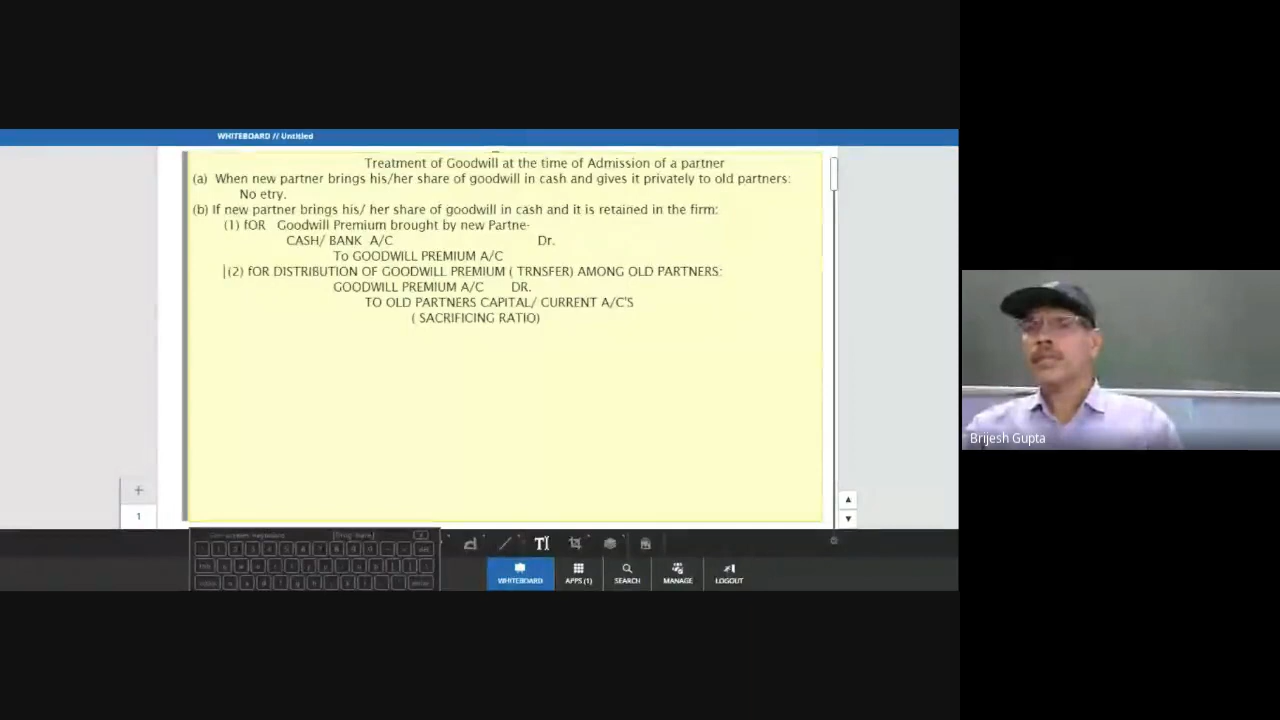 WHITEBOARD // Untitled
Treatment of Goodwill at the time of Admission of a partner
(a) When new partner brings his/her share of goodwill in cash and gives it privately to old partners:
No etry.
(b) If new partner brings his/ her share of goodwill in cash and it is retained in the firm:
(1) fOR Goodwill Premium brought by new Partne-
CASH/ BANK A/C Dr.
To GOODWILL PREMIUM A/C
(2) fOR DISTRIBUTION OF GOODWILL PREMIUM ( TRNSFER) AMONG OLD PARTNERS:
GOODWILL PREMIUM A/C DR.
TO OLD PARTNERS CAPITAL/ CURRENT A/C'S
( SACRIFICING RATIO)
Brijesh Gupta
1
WHITEBOARD APPS (1) SEARCH MANAGE LOGOUT